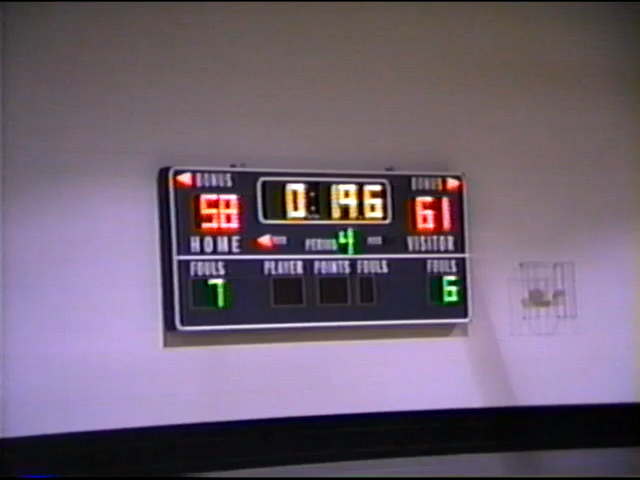 BONUS BONUS
58 0:19.6 61
HOME PERIOD 4 VISITOR
FOULS PLAYER POINTS FOULS FOULS
7 6